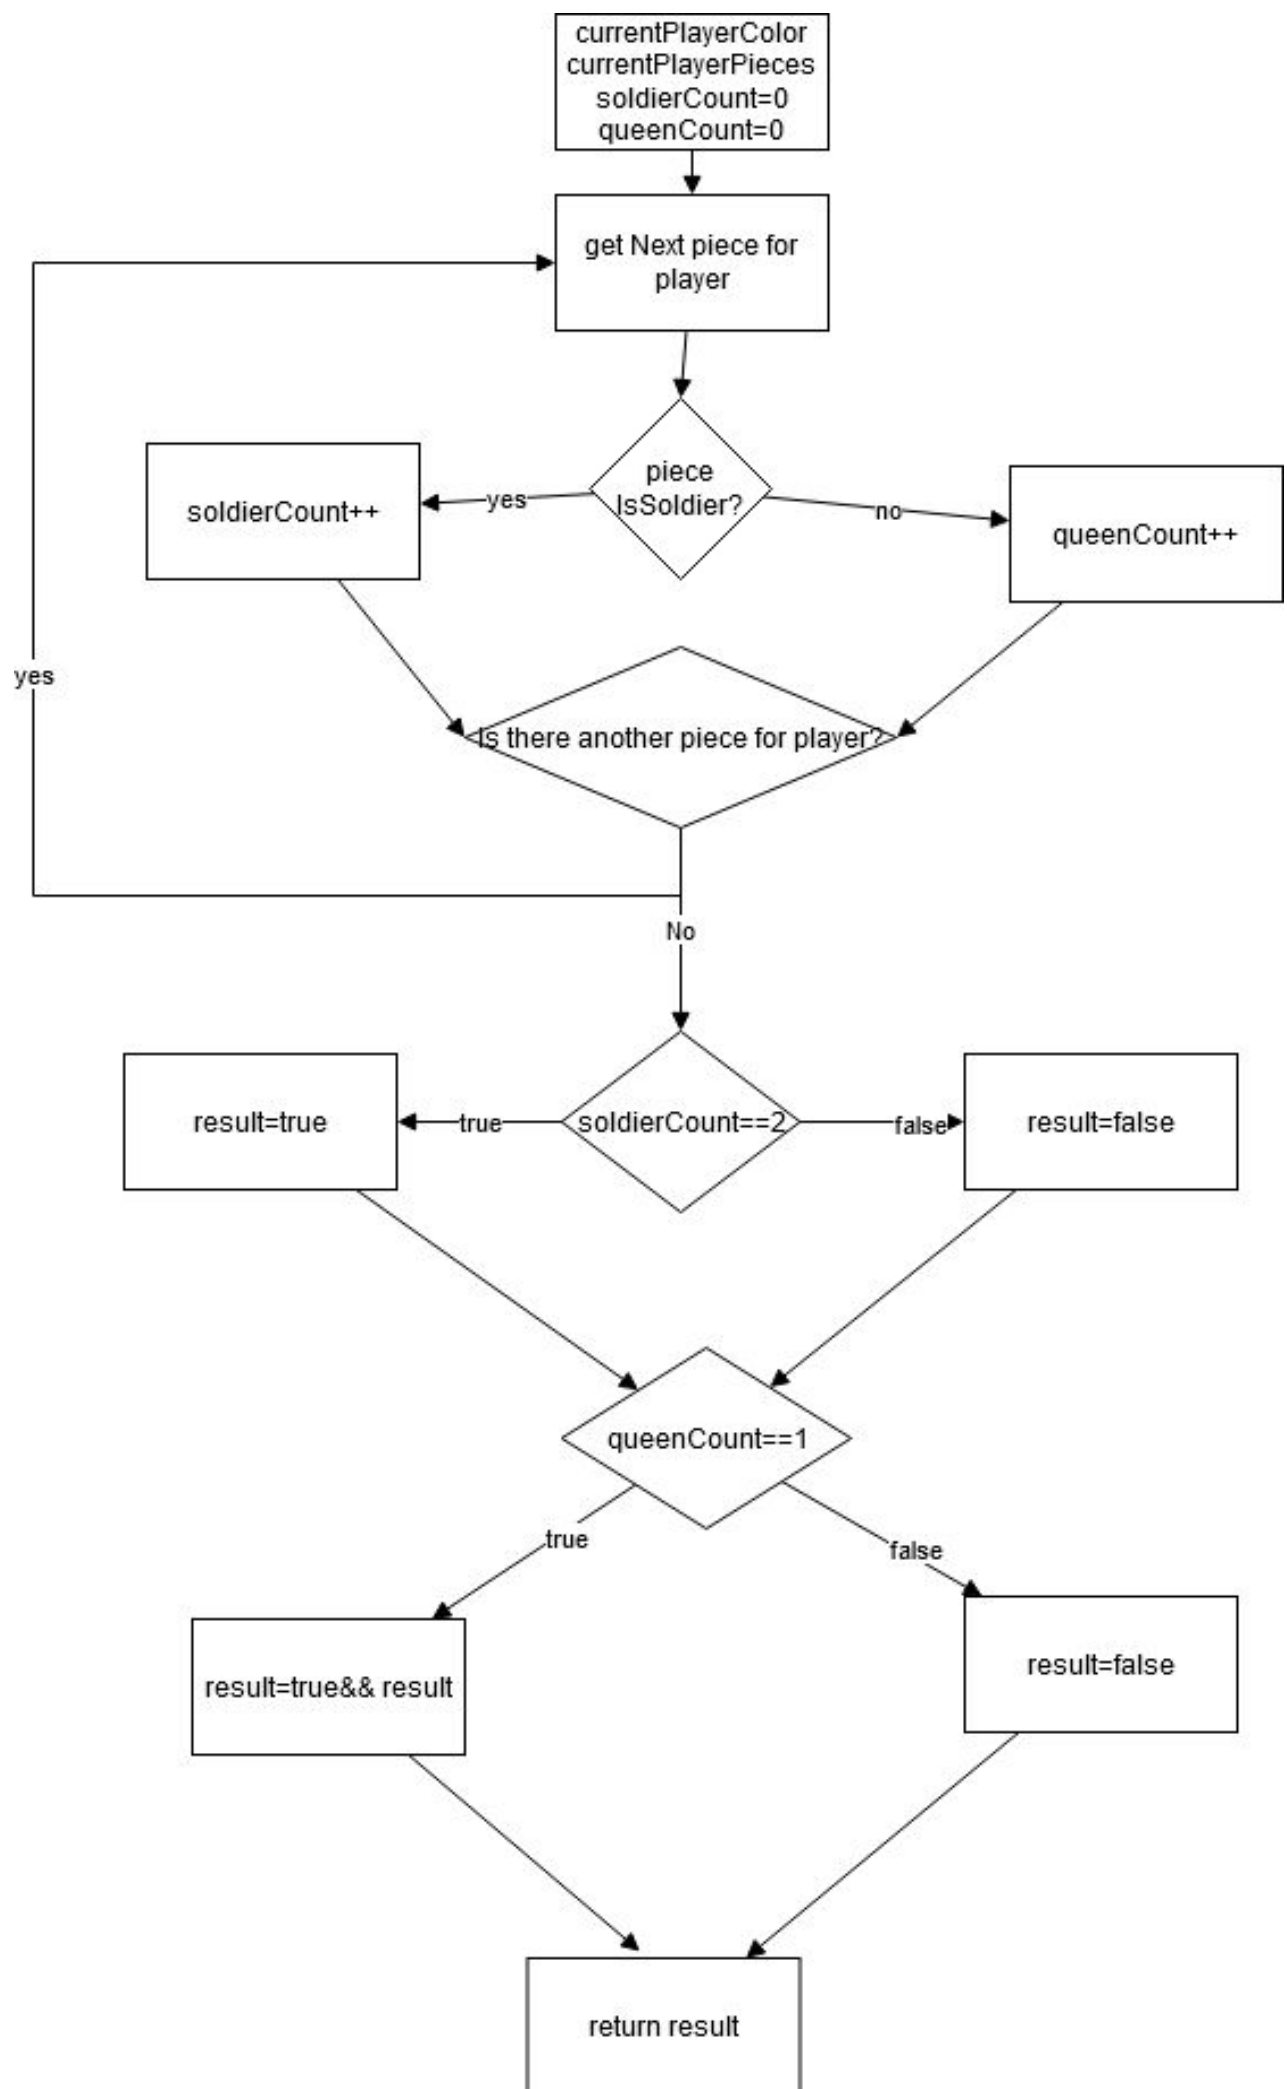 currentPlayerColor
currentPlayerPieces
soldierCount=0
queenCount=0
get Next piece for
player
piece
IsSoldier?
yes
no
soldierCount++
queenCount++
yes
Is there another piece for player?
No
soldierCount==2
true
false
result=true
result=false
queenCount==1
true
false
result=true&& result
result=false
return result